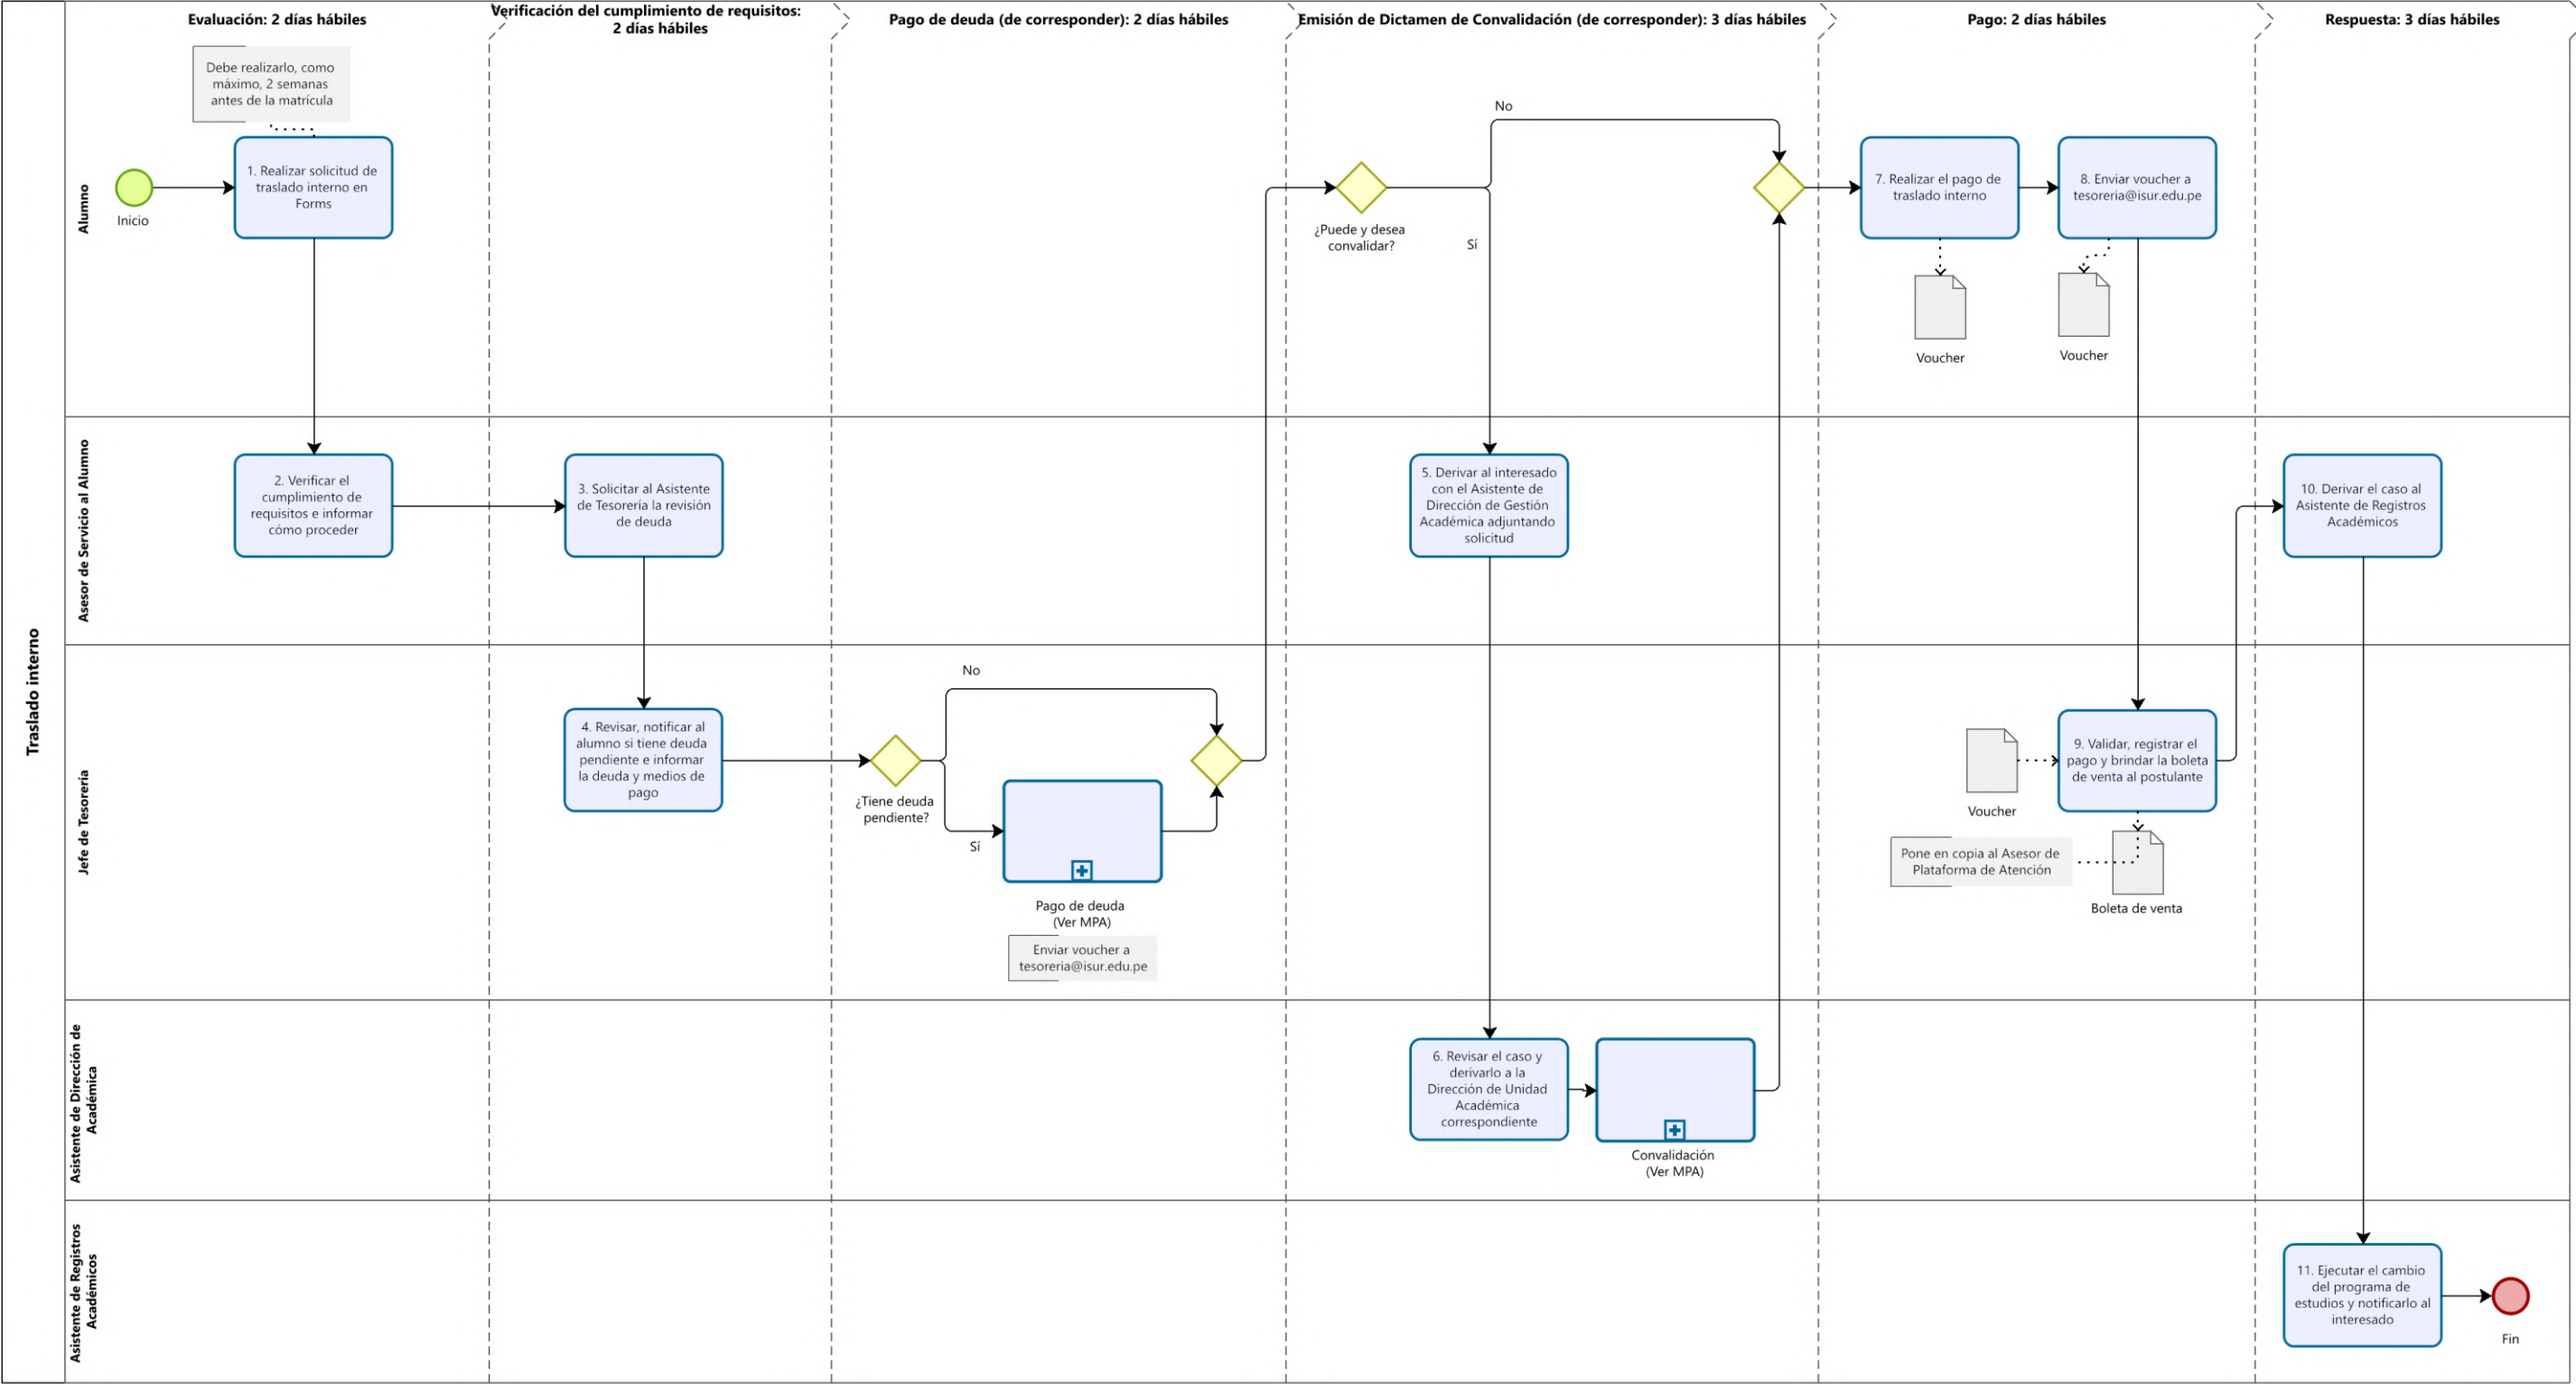 Traslado interno
Evaluación: 2 días hábiles
Verificación del cumplimiento de requisitos:
2 días hábiles
Pago de deuda (de corresponder): 2 días hábiles
Emisión de Dictamen de Convalidación (de corresponder): 3 días hábiles
Pago: 2 días hábiles
Respuesta: 3 días hábiles
Alumno
Debe realizarlo, como
máximo, 2 semanas
antes de la matrícula
Inicio
1. Realizar solicitud de
traslado interno en
Forms
¿Puede y desea
convalidar?
No
Sí
7. Realizar el pago de
traslado interno
Voucher
8. Enviar voucher a
tesoreria@isur.edu.pe
Voucher
Asesor de Servicio al Alumno
2. Verificar el
cumplimiento de
requisitos e informar
cómo proceder
3. Solicitar al Asistente
de Tesorería la revisión
de deuda
5. Derivar al interesado
con el Asistente de
Dirección de Gestión
Académica adjuntando
solicitud
10. Derivar el caso al
Asistente de Registros
Académicos
Jefe de Tesorería
4. Revisar, notificar al
alumno si tiene deuda
pendiente e informar
la deuda y medios de
pago
¿Tiene deuda
pendiente?
No
Sí
Pago de deuda
(Ver MPA)
Enviar voucher a
tesoreria@isur.edu.pe
Voucher
9. Validar, registrar el
pago y brindar la boleta
de venta al postulante
Pone en copia al Asesor de
Plataforma de Atención
Boleta de venta
Asistente de Dirección de
Académica
6. Revisar el caso y
derivarlo a la
Dirección de Unidad
Académica
correspondiente
Convalidación
(Ver MPA)
Asistente de Registros
Académicos
11. Ejecutar el cambio
del programa de
estudios y notificarlo al
interesado
Fin